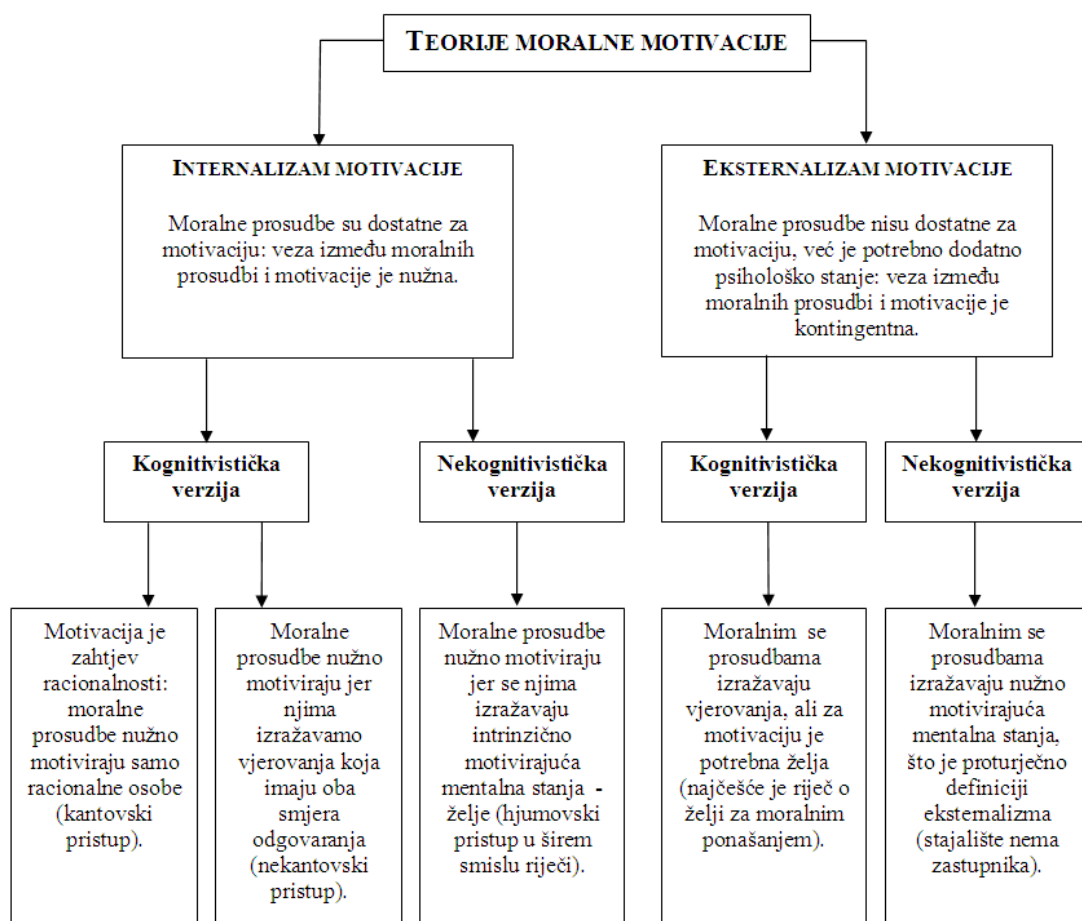 TEORIJE MORALNE MOTIVACIJE
INTERNALIZAM MOTIVACIJE
Moralne prosudbe su dostatne za
motivaciju: veza između moralnih
prosudbi i motivacije je nužna.
EKSTERNALIZAM MOTIVACIJE
Moralne prosudbe nisu dostatne za
motivaciju, već je potrebno dodatno
psihološko stanje: veza između
moralnih prosudbi i motivacije je
kontingentna.
Kognitivistička
verzija
Nekognitivistička
verzija
Kognitivistička
verzija
Nekognitivistička
verzija
Motivacija je
zahtjev
racionalnosti:
moralne
prosudbe nužno
motiviraju samo
racionalne osobe
(kantovski
pristup).
Moralne
prosudbe nužno
motiviraju jer
njima
izražavamo
vjerovanja koja
imaju oba
smjera
odgovaranja
(nekantovski
pristup).
Moralne prosudbe
nužno motiviraju
jer se njima
izražavaju
intrinzično
motivirajuća
mentalna stanja -
želje (hjumovski
pristup u širem
smislu riječi).
Moralnim se
prosudbama
izražavaju
vjerovanja, ali za
motivaciju je
potrebna želja
(najčešće je riječ o
želji za moralnim
ponašanjem).
Moralnim se
prosudbama
izražavaju nužno
motivirajuća
mentalna stanja,
što je proturječno
definiciji
eksternalizma
(stajalište nema
zastupnika).